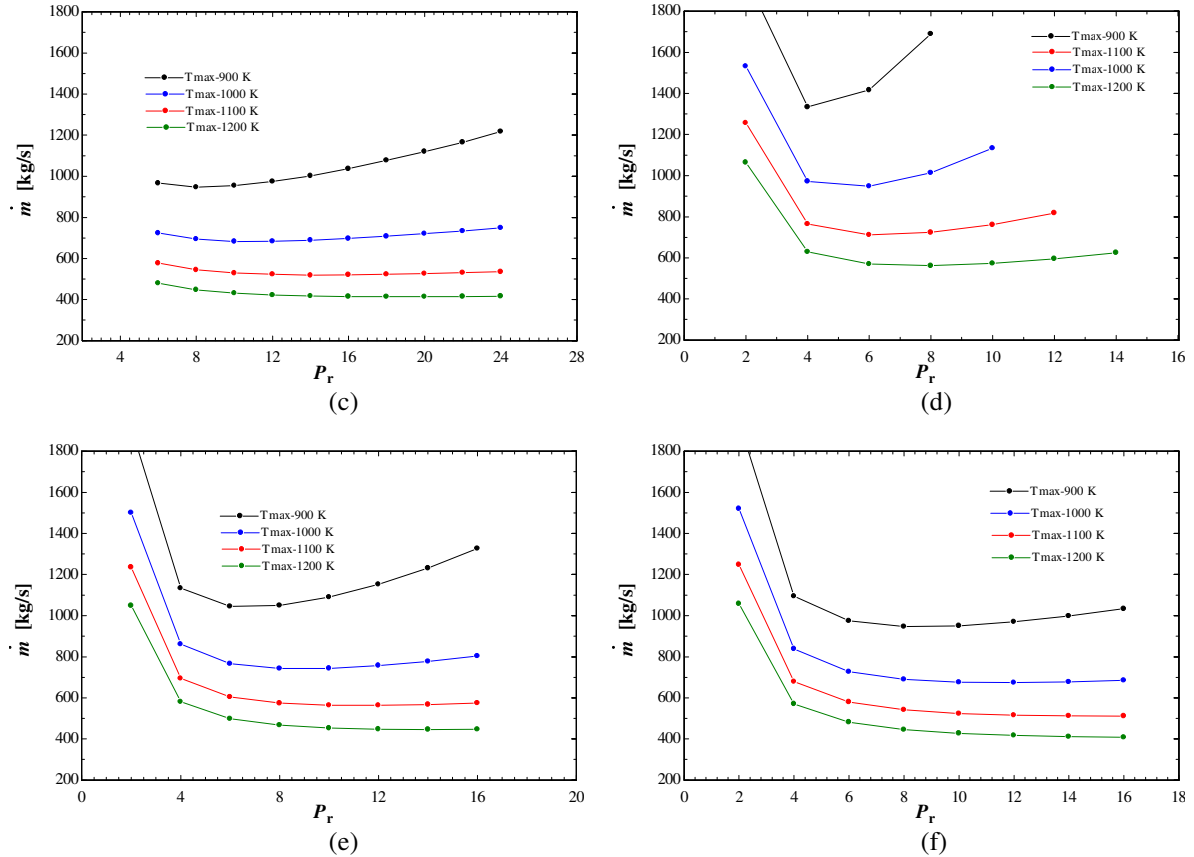 1800
1600
1400
1200
1000
800
600
400
200
ṁ [kg/s]
Tmax-900 K
Tmax-1000 K
Tmax-1100 K
Tmax-1200 K
4 8 12 16 20 24 28
Pr
(c)
1800
1600
1400
1200
1000
800
600
400
200
ṁ [kg/s]
Tmax-900 K
Tmax-1100 K
Tmax-1000 K
Tmax-1200 K
0 2 4 6 8 10 12 14 16
Pr
(d)
1800
1600
1400
1200
1000
800
600
400
200
ṁ [kg/s]
Tmax-900 K
Tmax-1000 K
Tmax-1100 K
Tmax-1200 K
0 4 8 12 16 20
Pr
(e)
1800
1600
1400
1200
1000
800
600
400
200
ṁ [kg/s]
Tmax-900 K
Tmax-1000 K
Tmax-1100 K
Tmax-1200 K
0 2 4 6 8 10 12 14 16 18
Pr
(f)